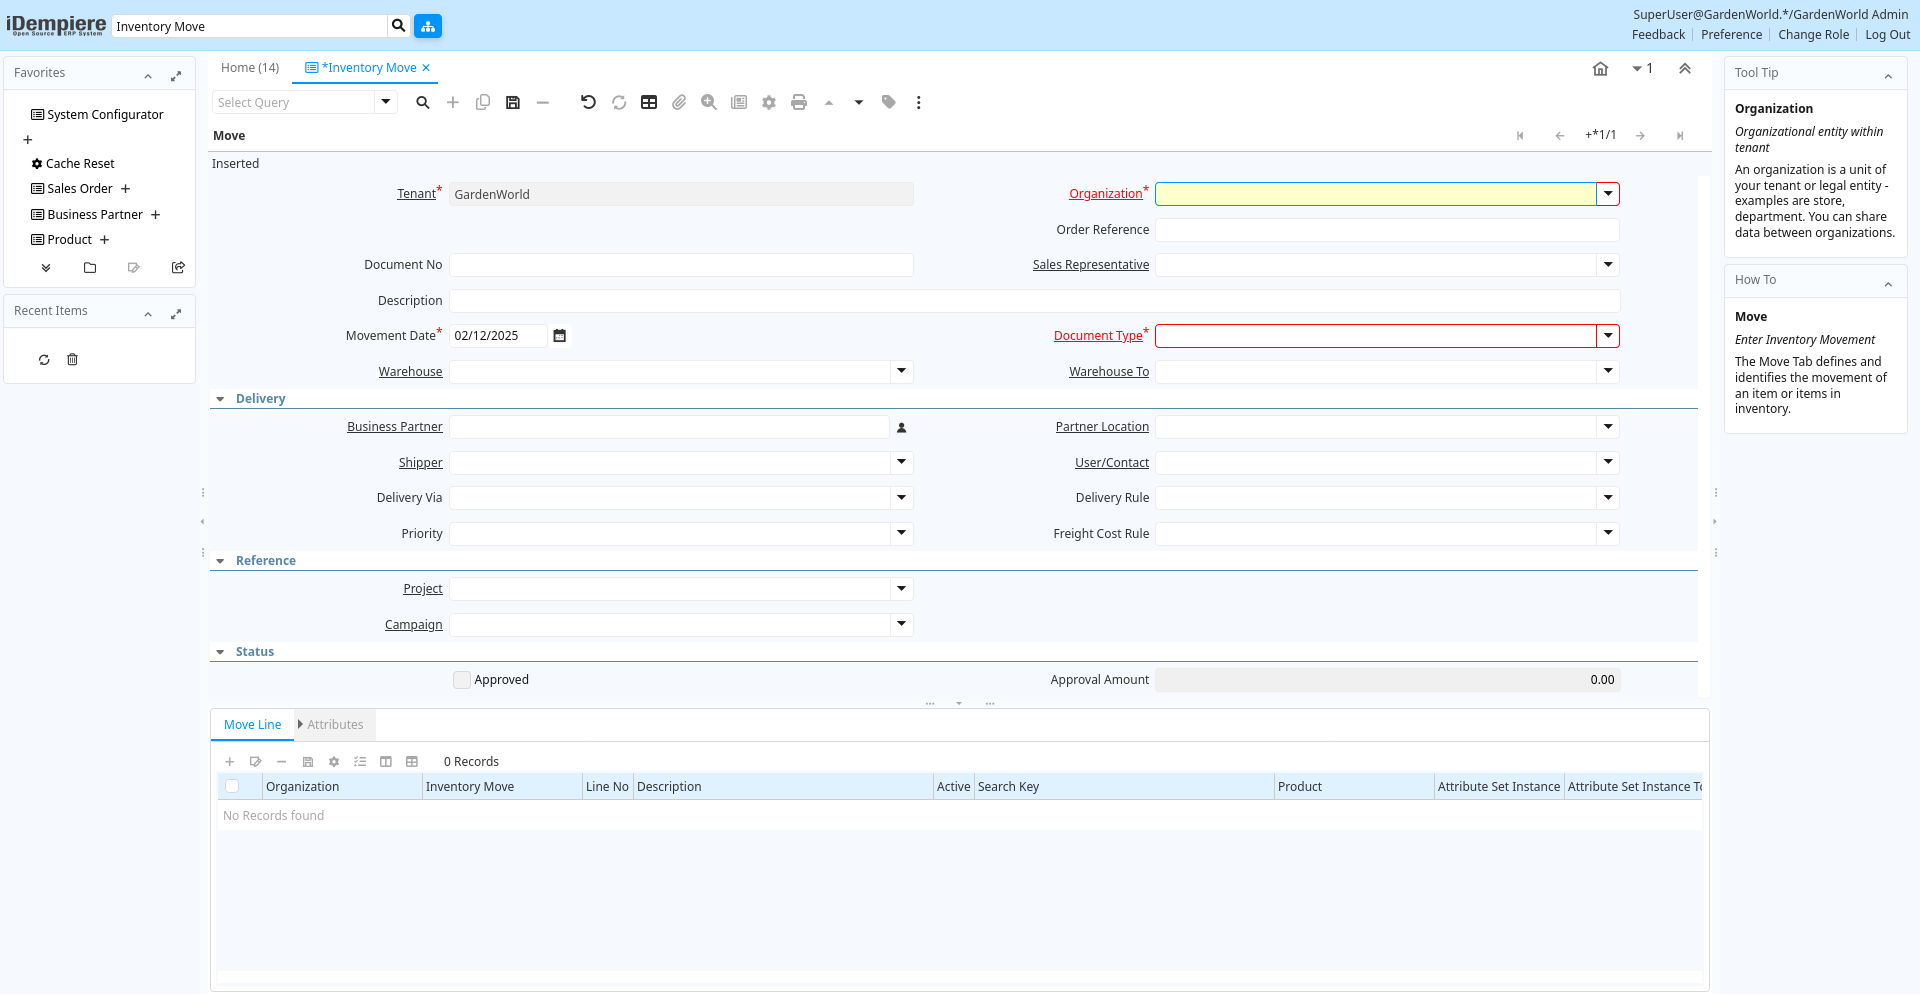 iDempiere
Open Source ERP System
Inventory Move
SuperUser@GardenWorld.*/GardenWorld Admin
Feedback
Preference
Change Role
Log Out
Favorites
System Configurator
Cache Reset
Sales Order
Business Partner
Product
Recent Items
Home (14)
*Inventory Move
1
Select Query
Move
+*1/1
Inserted
Tenant*
GardenWorld
Organization*
Order Reference
Document No
Sales Representative
Description
Movement Date*
02/12/2025
Document Type*
Warehouse
Warehouse To
Delivery
Business Partner
Partner Location
Shipper
User/Contact
Delivery Via
Delivery Rule
Priority
Freight Cost Rule
Reference
Project
Campaign
Status
Approved
Approval Amount
0.00
Move Line
Attributes
0 Records
Organization
Inventory Move
Line No
Description
Active
Search Key
Product
Attribute Set Instance
Attribute Set Instance To
No Records found
Tool Tip
Organization
Organizational entity within
tenant
An organization is a unit of
your tenant or legal entity -
examples are store,
department. You can share
data between organizations.
How To
Move
Enter Inventory Movement
The Move Tab defines and
identifies the movement of
an item or items in
inventory.